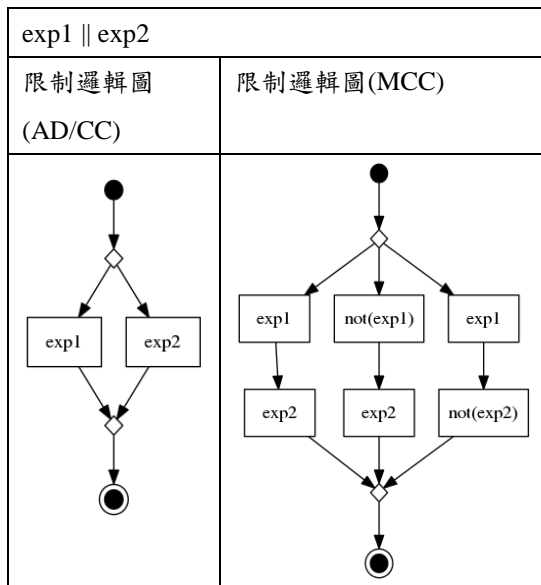 exp1 || exp2
限制邏輯圖
(AD/CC)
限制邏輯圖(MCC)
exp1
exp2
exp1
not(exp1)
exp1
exp2
exp2
not(exp2)